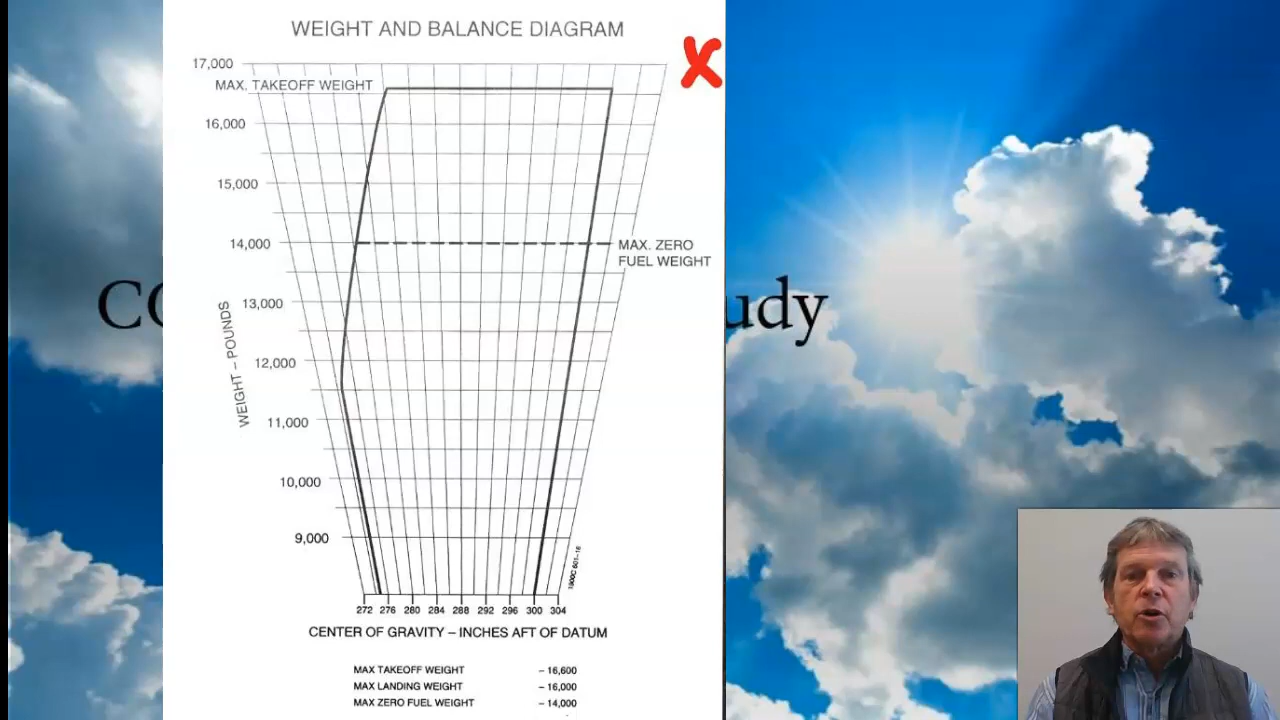 WEIGHT AND BALANCE DIAGRAM
17,000
MAX. TAKEOFF WEIGHT
16,000
15,000
14,000
MAX. ZERO
FUEL WEIGHT
13,000
12,000
WEIGHT – POUNDS
11,000
10,000
9,000
272 276 280 284 288 292 296 300 304
CENTER OF GRAVITY – INCHES AFT OF DATUM
MAX TAKEOFF WEIGHT – 16,600
MAX LANDING WEIGHT – 16,000
MAX ZERO FUEL WEIGHT – 14,000
udy